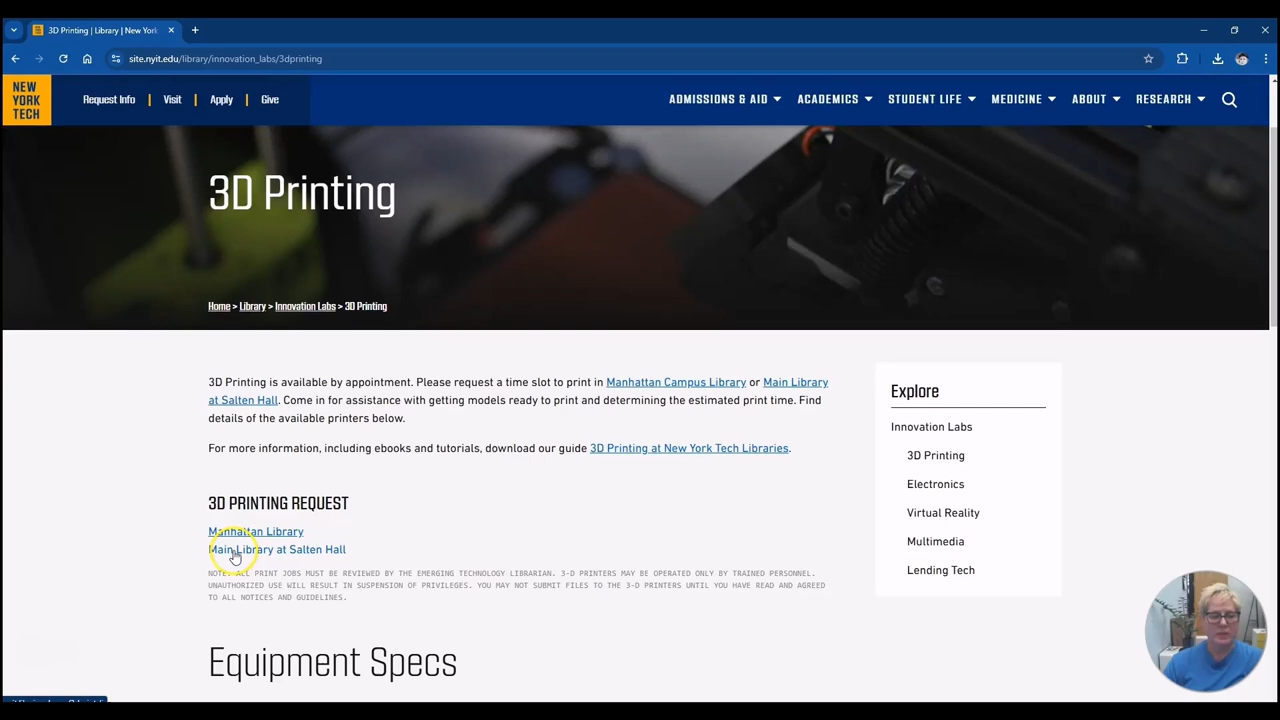 3D Printing | Library | New York
site.nyit.edu/library/innovation_labs/3dprinting
NEW
YORK
TECH
Request Info | Visit | Apply | Give
ADMISSIONS & AID
ACADEMICS
STUDENT LIFE
MEDICINE
ABOUT
RESEARCH
3D Printing
Home > Library > Innovation Labs > 3D Printing
3D Printing is available by appointment. Please request a time slot to print in Manhattan Campus Library or Main Library
at Salten Hall. Come in for assistance with getting models ready to print and determining the estimated print time. Find
details of the available printers below.
For more information, including ebooks and tutorials, download our guide 3D Printing at New York Tech Libraries.
3D PRINTING REQUEST
Manhattan Library
Main Library at Salten Hall
NOTE: ALL PRINT JOBS MUST BE REVIEWED BY THE EMERGING TECHNOLOGY LIBRARIAN. 3-D PRINTERS MAY BE OPERATED ONLY BY TRAINED PERSONNEL.
UNAUTHORIZED USE WILL RESULT IN SUSPENSION OF PRIVILEGES. YOU MAY NOT SUBMIT FILES TO THE 3-D PRINTERS UNTIL YOU HAVE READ AND AGREED
TO ALL NOTICES AND GUIDELINES.
Equipment Specs
Explore
Innovation Labs
3D Printing
Electronics
Virtual Reality
Multimedia
Lending Tech